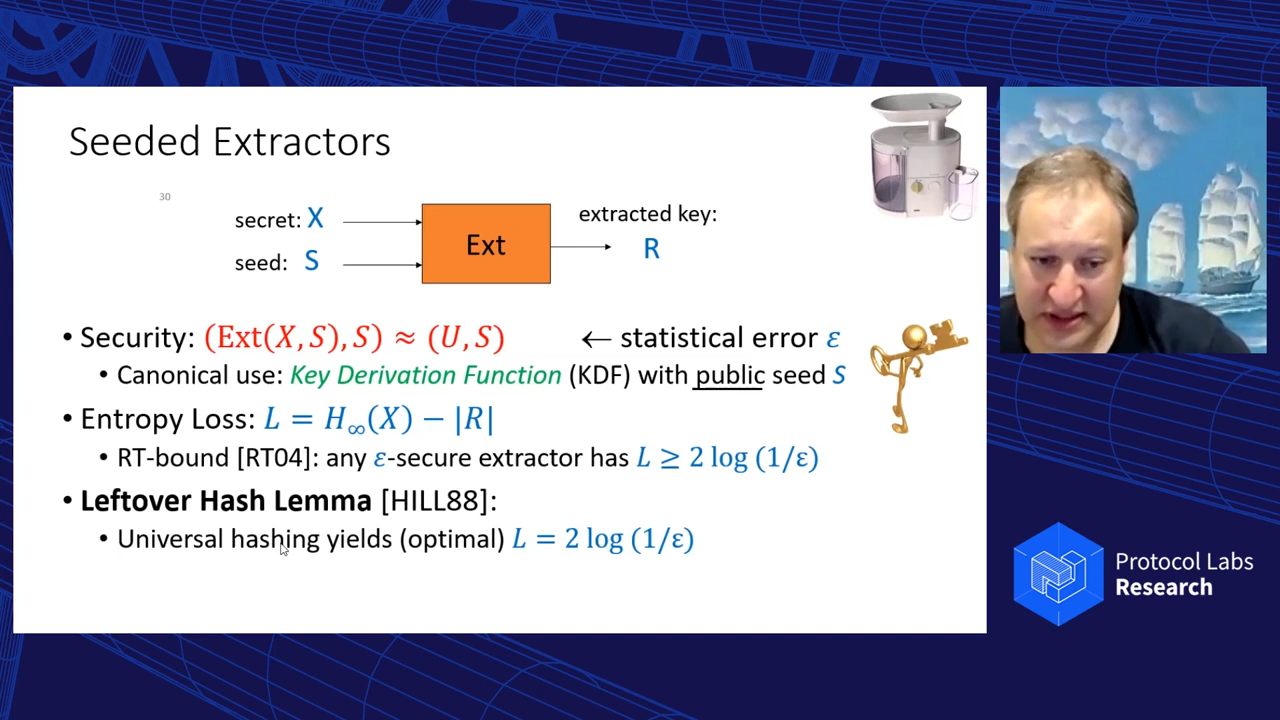 Seeded Extractors
30
secret: X
seed: S
Ext
extracted key:
R
• Security: (Ext(X, S), S) ≈ (U, S) ← statistical error ε
• Canonical use: Key Derivation Function (KDF) with public seed S
• Entropy Loss: L = H∞(X) − |R|
• RT-bound [RT04]: any ε-secure extractor has L ≥ 2 log (1/ε)
• Leftover Hash Lemma [HILL88]:
• Universal hashing yields (optimal) L = 2 log (1/ε)
Protocol Labs
Research